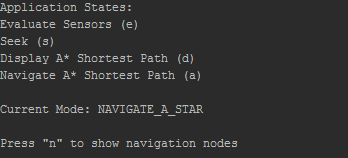 Application States:
Evaluate Sensors (e)
Seek (s)
Display A* Shortest Path (d)
Navigate A* Shortest Path (a)
Current Mode: NAVIGATE_A_STAR
Press "n" to show navigation nodes